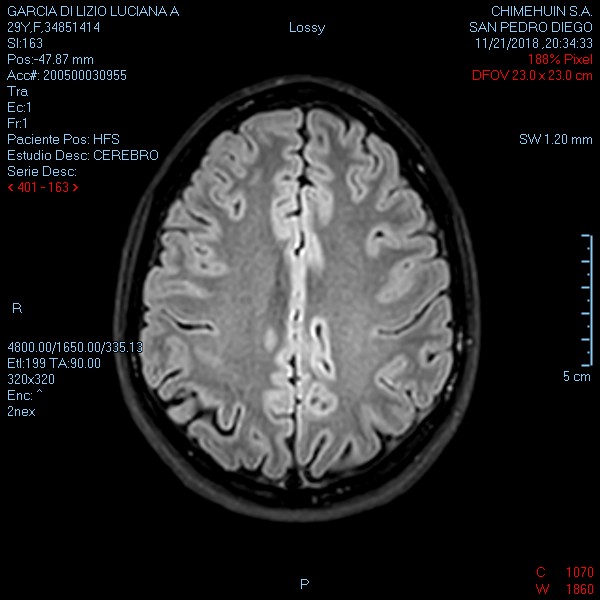 GARCIA DI LIZIO LUCIANA A
29Y,F,34851414
Sl:163
Pos:-47.87 mm
Acc#: 200500030955
Tra
Ec:1
Fr:1
Paciente Pos: HFS
Estudio Desc: CEREBRO
Serie Desc:
< 401 - 163 >
Lossy
CHIMEHUIN S.A.
SAN PEDRO DIEGO
11/21/2018 ,20:34:33
188% Pixel
DFOV 23.0 x 23.0 cm
SW 1.20 mm
R
4800.00/1650.00/335.13
Etl:199 TA:90.00
320x320
Enc: ^
2nex
5 cm
P
C 1070
W 1860